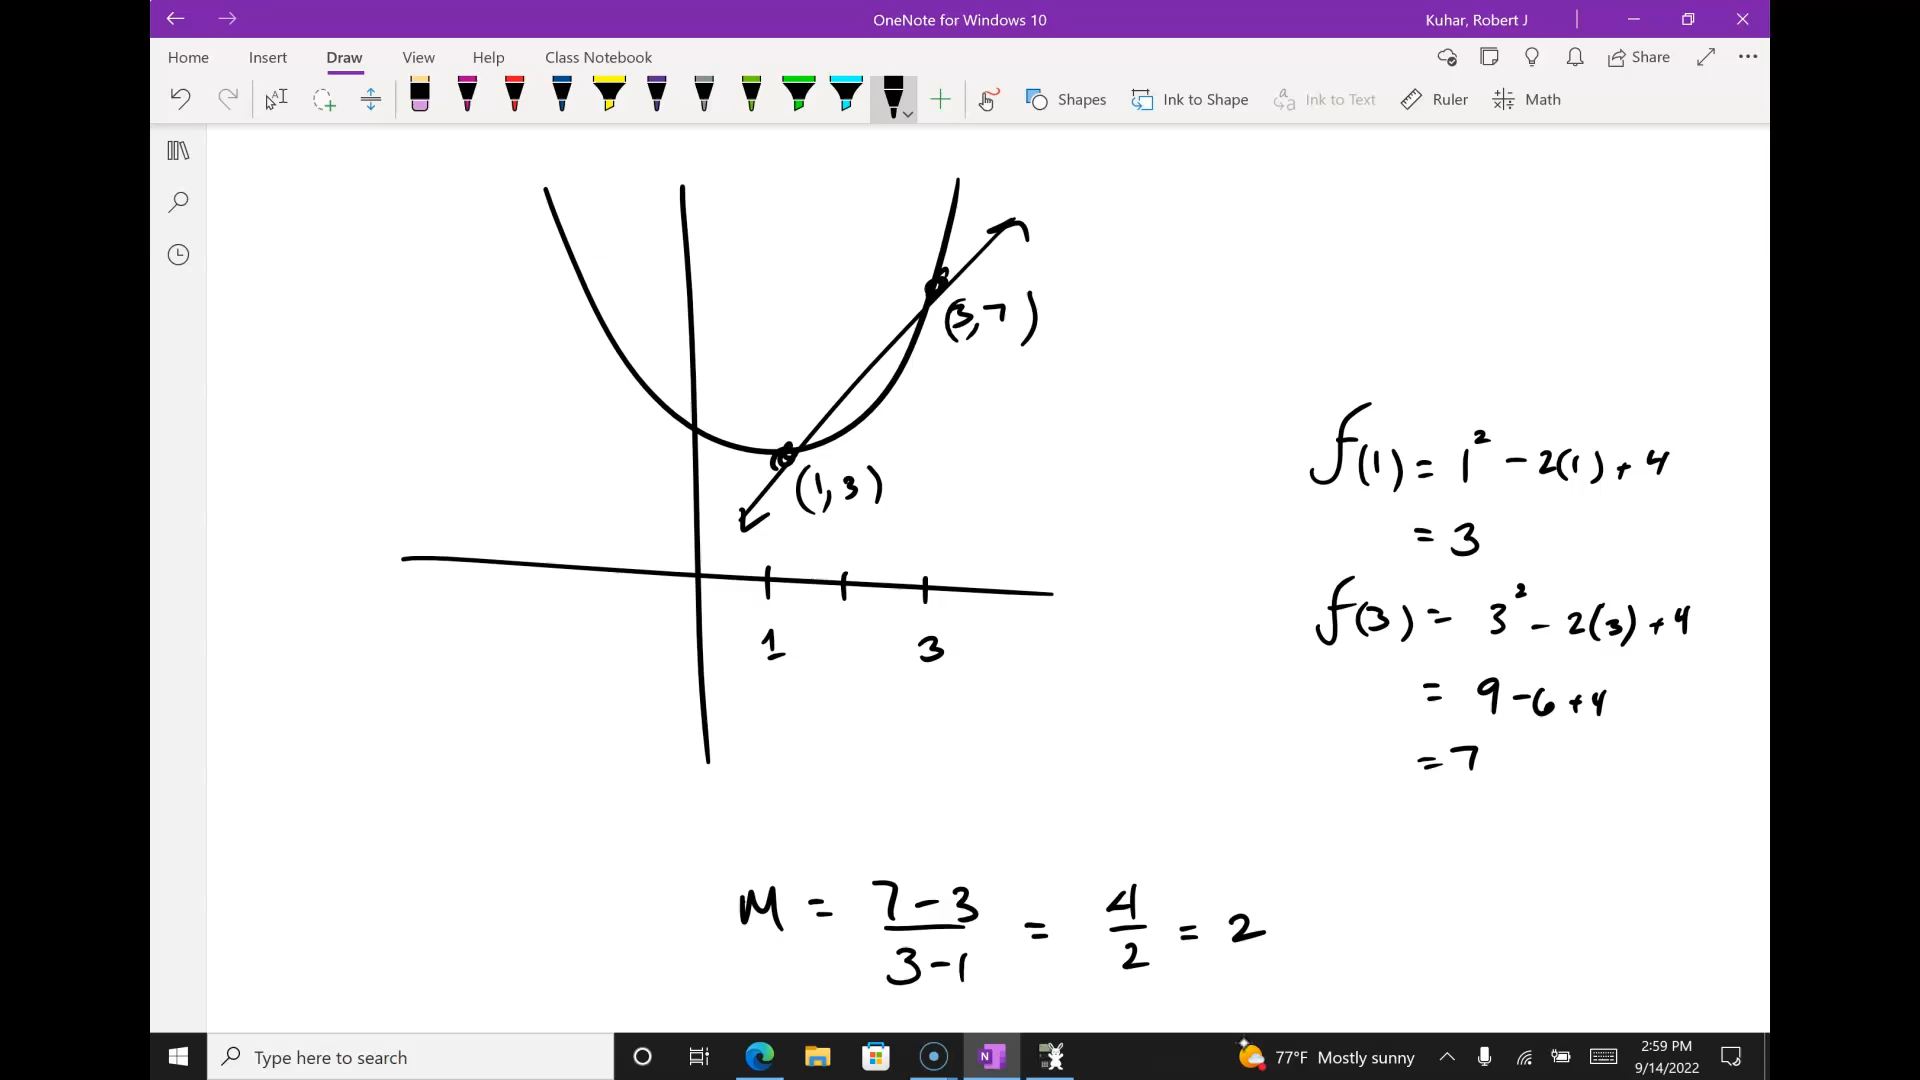 OneNote for Windows 10
Kuhar, Robert J
Home Insert Draw View Help Class Notebook
Share
Shapes Ink to Shape Ink to Text Ruler Math
(3,7)
(1,3)
1 3
f(1) = 1² - 2(1) + 4
= 3
f(3) = 3² - 2(3) + 4
= 9 - 6 + 4
= 7
M = 7-3/3-1 = 4/2 = 2
Type here to search
77°F Mostly sunny
2:59 PM
9/14/2022